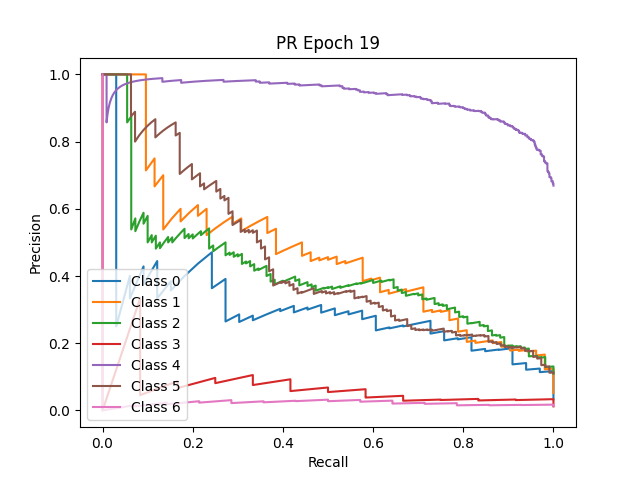 PR Epoch 19
Precision
1.0
0.8
0.6
0.4
0.2
0.0
Class 0
Class 1
Class 2
Class 3
Class 4
Class 5
Class 6
0.0 0.2 0.4 0.6 0.8 1.0
Recall